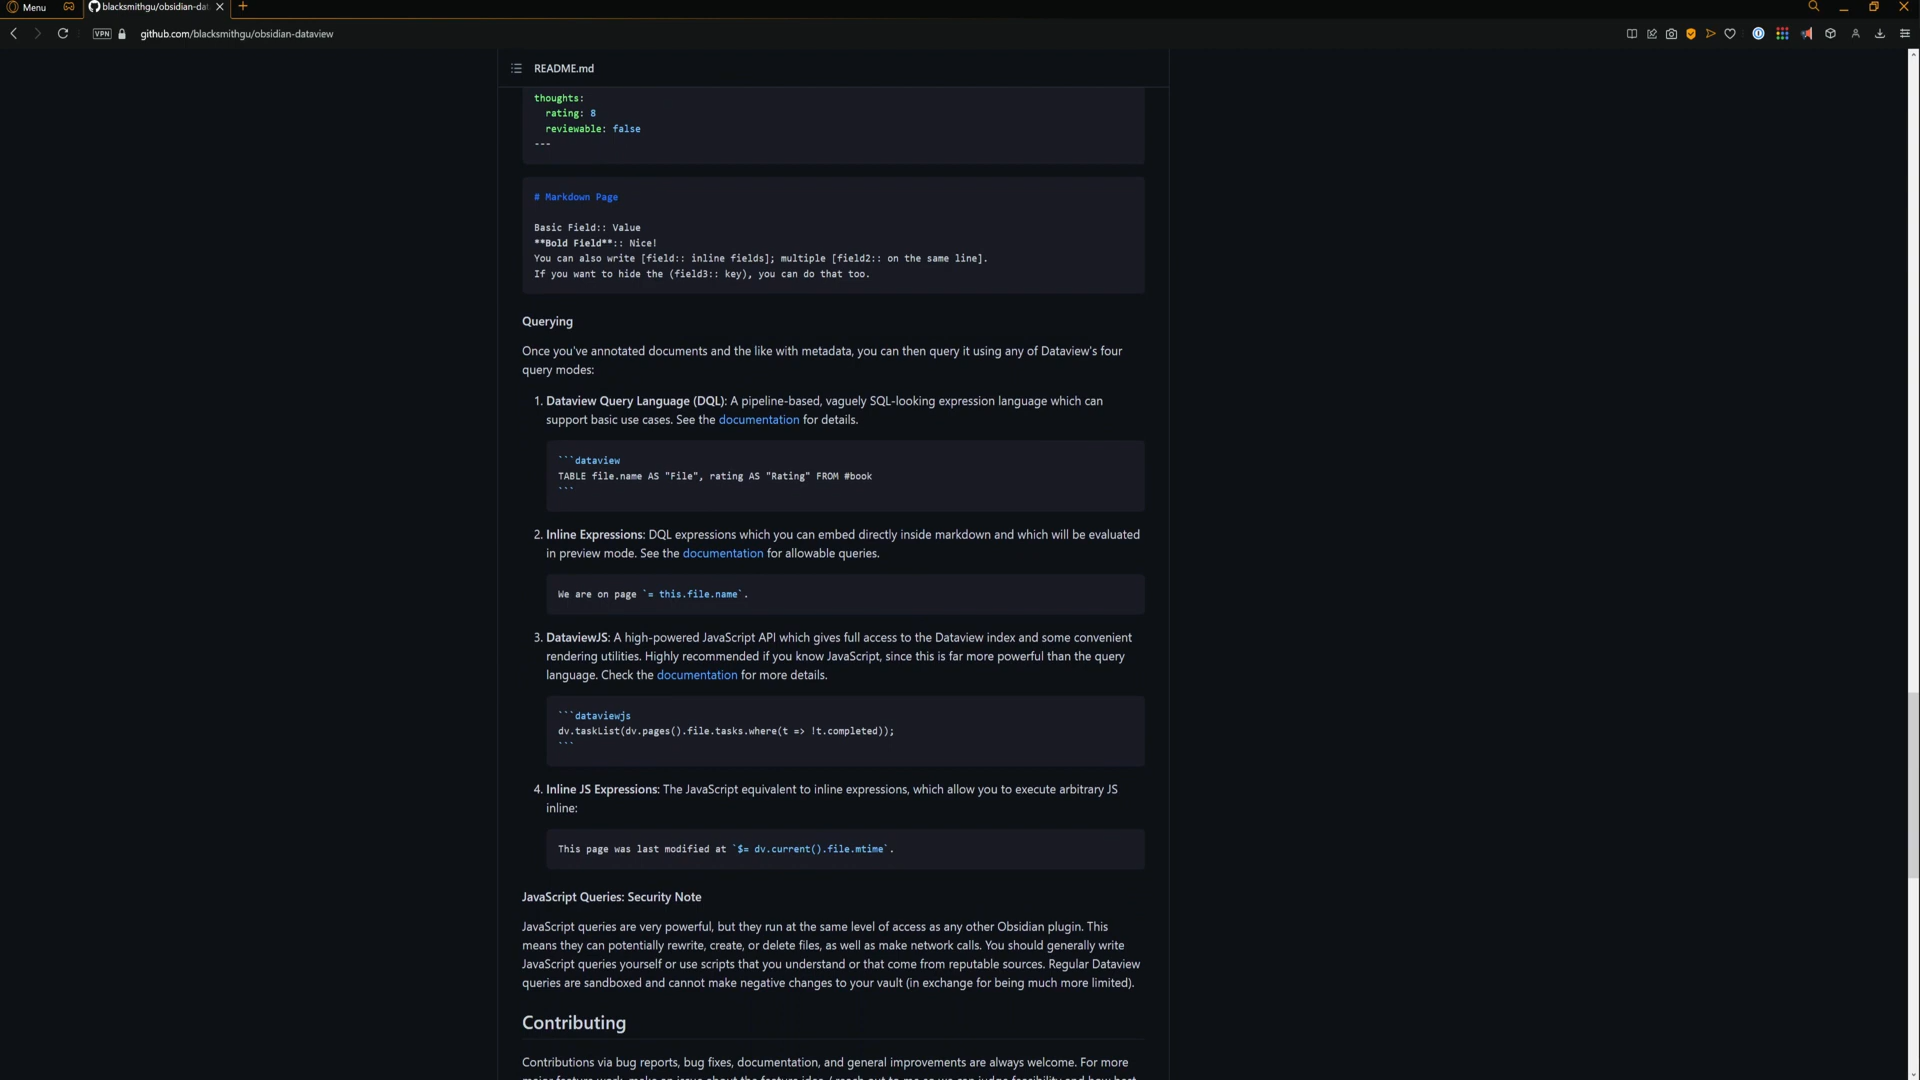 Menu
blacksmithgu/obsidian-dat
VPN
github.com/blacksmithgu/obsidian-dataview
README.md
thoughts:
rating: 8
reviewable: false
---
# Markdown Page
Basic Field:: Value
**Bold Field**:: Nice!
You can also write [field:: inline fields]; multiple [field2:: on the same line].
If you want to hide the (field3:: key), you can do that too.
Querying
Once you've annotated documents and the like with metadata, you can then query it using any of Dataview's four
query modes:
1. Dataview Query Language (DQL): A pipeline-based, vaguely SQL-looking expression language which can
support basic use cases. See the documentation for details.
```dataview
TABLE file.name AS "File", rating AS "Rating" FROM #book
```
2. Inline Expressions: DQL expressions which you can embed directly inside markdown and which will be evaluated
in preview mode. See the documentation for allowable queries.
We are on page `= this.file.name`.
3. DataviewJS: A high-powered JavaScript API which gives full access to the Dataview index and some convenient
rendering utilities. Highly recommended if you know JavaScript, since this is far more powerful than the query
language. Check the documentation for more details.
```dataviewjs
dv.taskList(dv.pages().file.tasks.where(t => !t.completed));
```
4. Inline JS Expressions: The JavaScript equivalent to inline expressions, which allow you to execute arbitrary JS
inline:
This page was last modified at `$= dv.current().file.mtime`.
JavaScript Queries: Security Note
JavaScript queries are very powerful, but they run at the same level of access as any other Obsidian plugin. This
means they can potentially rewrite, create, or delete files, as well as make network calls. You should generally write
JavaScript queries yourself or use scripts that you understand or that come from reputable sources. Regular Dataview
queries are sandboxed and cannot make negative changes to your vault (in exchange for being much more limited).
Contributing
Contributions via bug reports, bug fixes, documentation, and general improvements are always welcome. For more